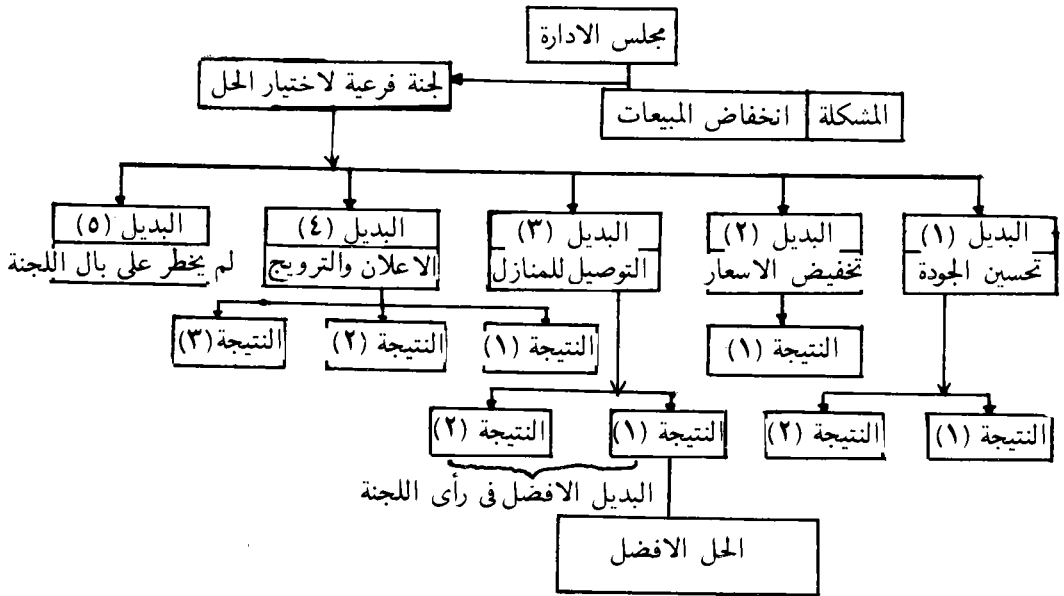 مجلس الادارة
لجنة فرعية لاختيار الحل
المشكلة انخفاض المبيعات
البديل (١)
تحسين الجودة
البديل (٢)
تخفيض الاسعار
البديل (٣)
التوصيل للمنازل
البديل (٤)
الاعلان والترويج
البديل (٥)
لم يخطر على بال اللجنة
النتيجة (١)
النتيجة (١)
النتيجة (٢)
النتيجة (٣)
النتيجة (١)
النتيجة (٢)
النتيجة (١)
النتيجة (٢)
البديل الافضل فى رأى اللجنة
الحل الافضل